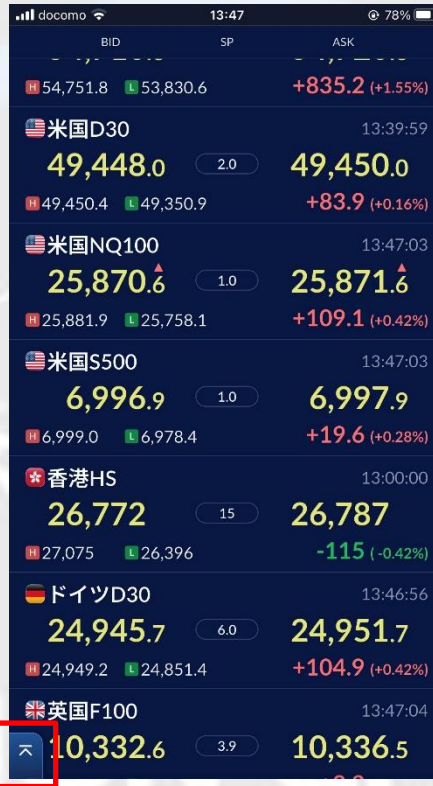 docomo 13:47 78%
BID SP ASK
H 54,751.8 L 53,830.6 +835.2 (+1.55%)
米国D30 13:39:59
49,448.0 2.0 49,450.0
H 49,450.4 L 49,350.9 +83.9 (+0.16%)
米国NQ100 13:47:03
25,870.6 1.0 25,871.6
H 25,881.9 L 25,758.1 +109.1 (+0.42%)
米国S500 13:47:03
6,996.9 1.0 6,997.9
H 6,999.0 L 6,978.4 +19.6 (+0.28%)
香港HS 13:00:00
26,772 15 26,787
H 27,075 L 26,396 -115 (-0.42%)
ドイツD30 13:46:56
24,945.7 6.0 24,951.7
H 24,949.2 L 24,851.4 +104.9 (+0.42%)
英国F100 13:47:04
10,332.6 3.9 10,336.5